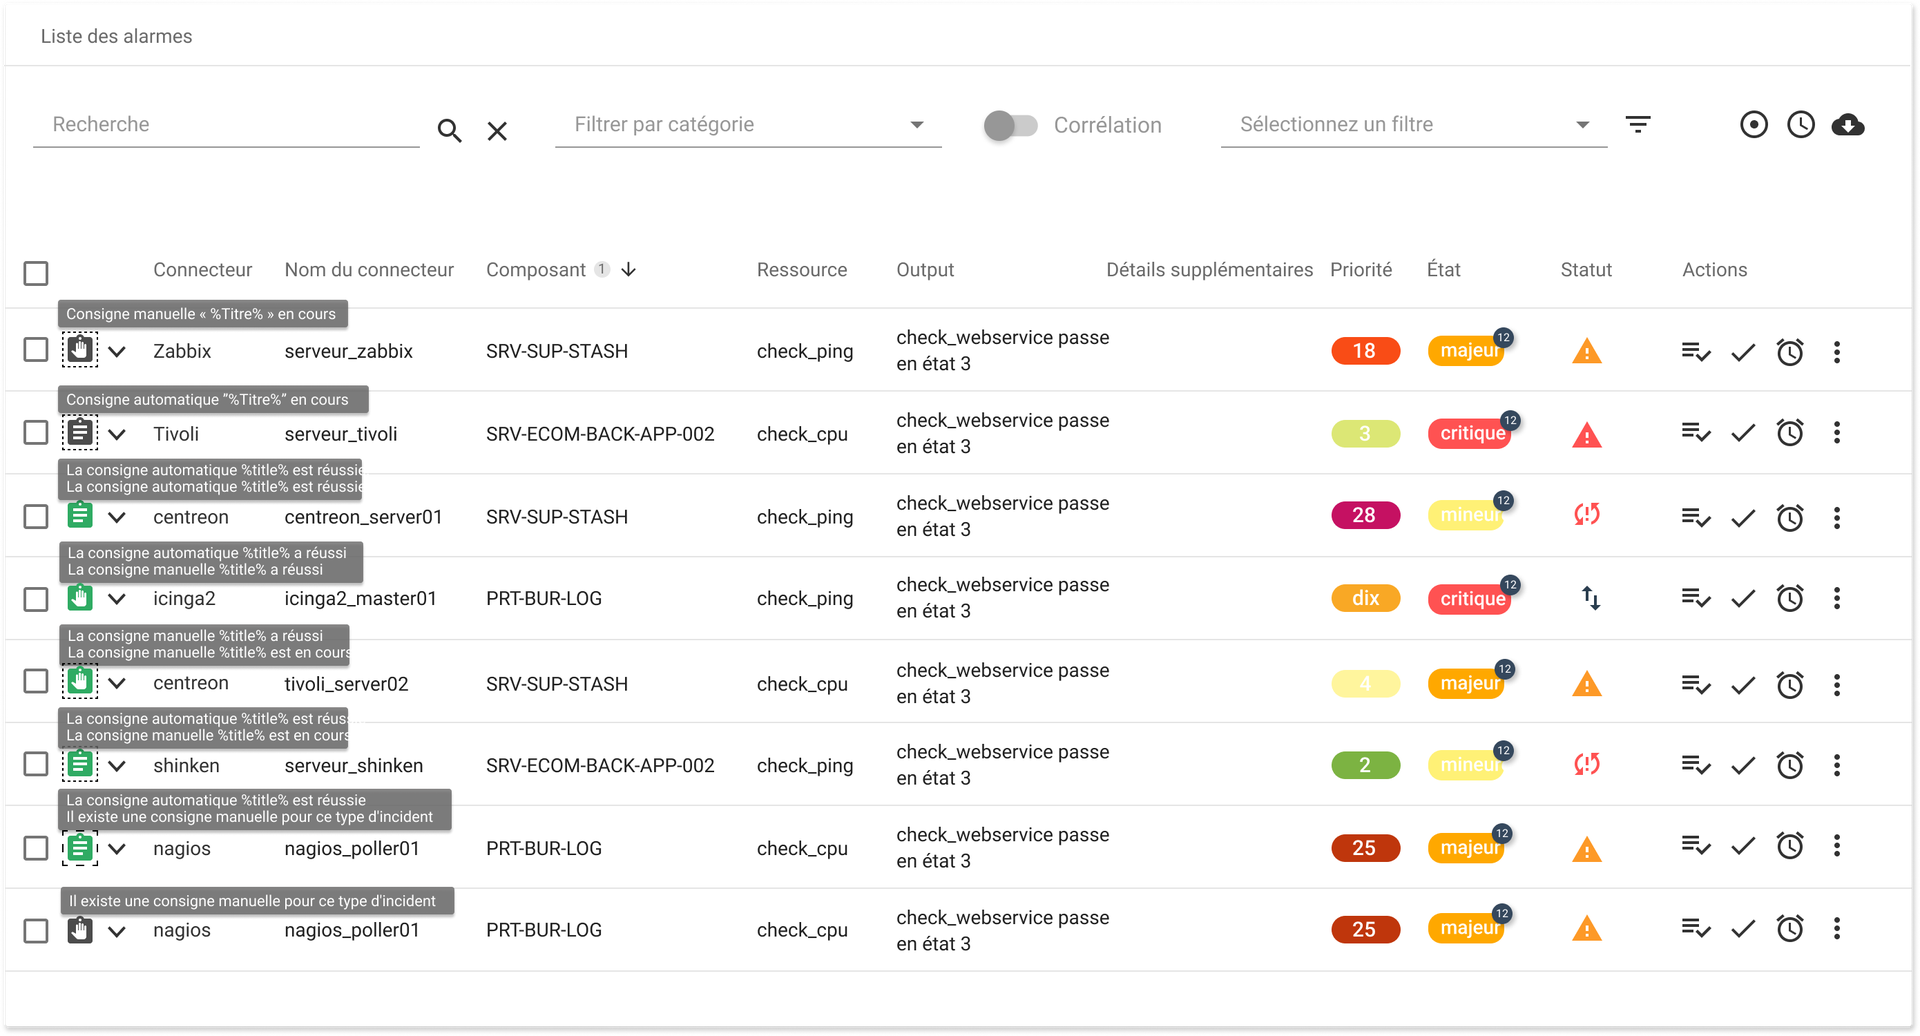 Liste des alarmes
Recherche
Filtrer par catégorie
Corrélation
Sélectionnez un filtre
Connecteur
Nom du connecteur
Composant 1
Ressource
Output
Détails supplémentaires
Priorité
État
Statut
Actions
Consigne manuelle « %Titre% » en cours
Zabbix
serveur_zabbix
SRV-SUP-STASH
check_ping
check_webservice passe
en état 3
18
majeur
12
Consigne automatique "%Titre%" en cours
Tivoli
serveur_tivoli
SRV-ECOM-BACK-APP-002
check_cpu
check_webservice passe
en état 3
3
critique
12
La consigne automatique %title% est réussie
La consigne automatique %title% est réussie
centreon
centreon_server01
SRV-SUP-STASH
check_ping
check_webservice passe
en état 3
28
mineur
12
La consigne automatique %title% a réussi
La consigne manuelle %title% a réussi
icinga2
icinga2_master01
PRT-BUR-LOG
check_ping
check_webservice passe
en état 3
dix
critique
12
La consigne manuelle %title% a réussi
La consigne manuelle %title% est en cours
centreon
tivoli_server02
SRV-SUP-STASH
check_cpu
check_webservice passe
en état 3
4
majeur
12
La consigne automatique %title% est réussie
La consigne manuelle %title% est en cours
shinken
serveur_shinken
SRV-ECOM-BACK-APP-002
check_ping
check_webservice passe
en état 3
2
mineur
12
La consigne automatique %title% est réussie
Il existe une consigne manuelle pour ce type d'incident
nagios
nagios_poller01
PRT-BUR-LOG
check_cpu
check_webservice passe
en état 3
25
majeur
12
Il existe une consigne manuelle pour ce type d'incident
nagios
nagios_poller01
PRT-BUR-LOG
check_cpu
check_webservice passe
en état 3
25
majeur
12